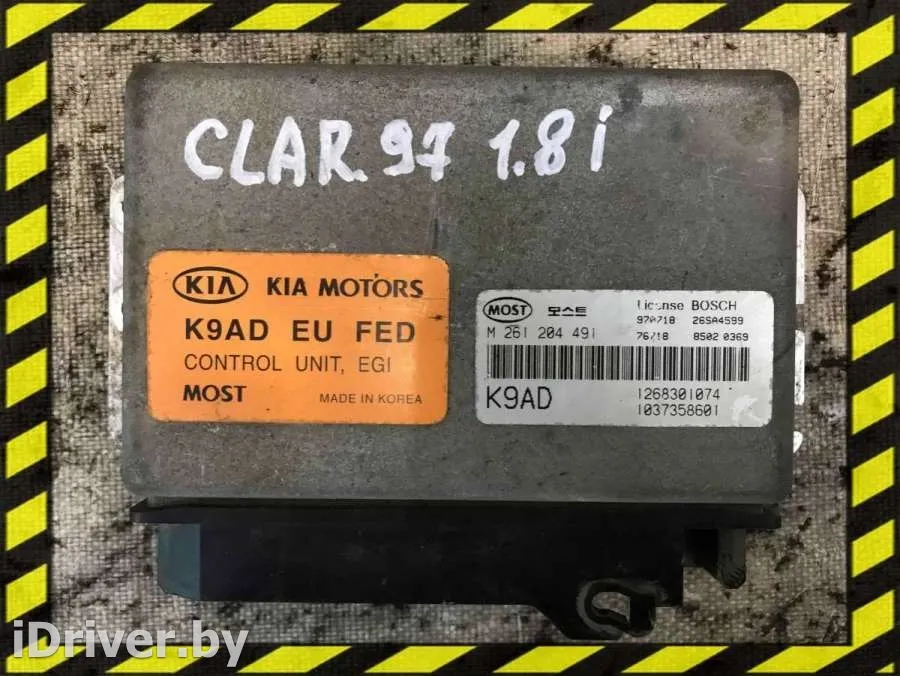 CLAR. 97 1.8 i
KIA KIA MOTORS
K9AD EU FED
CONTROL UNIT, EGI
MOST MADE IN KOREA
MOST 모스트 License BOSCH
970718 26SA4599
M 261 204 491 76718 8502 0369
K9AD 1268301074
1037358601
iDriver.by